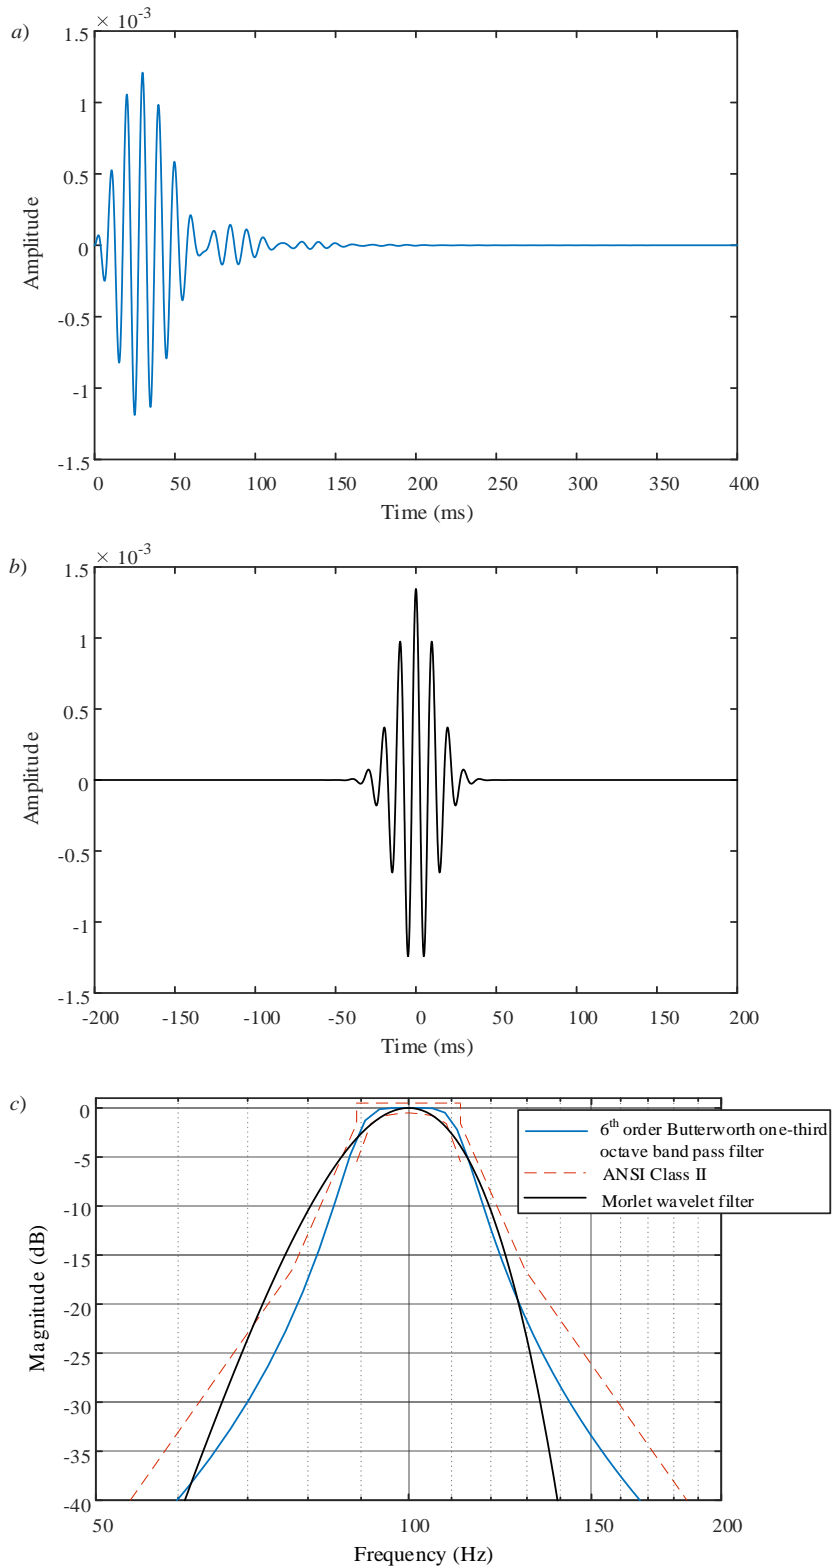 a)
× 10-3
1.5
1
0.5
0
-0.5
-1
-1.5
Amplitude
0 50 100 150 200 250 300 350 400
Time (ms)
b)
× 10-3
1.5
1
0.5
0
-0.5
-1
-1.5
Amplitude
-200 -150 -100 -50 0 50 100 150 200
Time (ms)
c)
0
-5
-10
-15
-20
-25
-30
-35
-40
Magnitude (dB)
6th order Butterworth one-third
octave band pass filter
ANSI Class II
Morlet wavelet filter
50 100 150 200
Frequency (Hz)